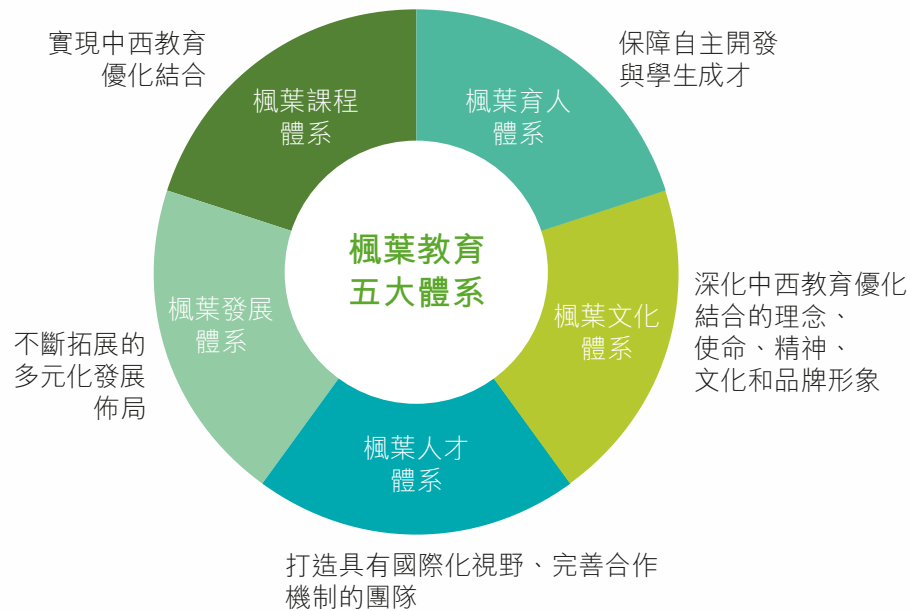 實現中西教育
優化結合
保障自主開發
與學生成才
楓葉課程
體系
楓葉育人
體系
楓葉教育
五大體系
深化中西教育優化
結合的理念、
使命、精神、
文化和品牌形象
楓葉發展
體系
楓葉文化
體系
不斷拓展的
多元化發展
佈局
楓葉人才
體系
打造具有國際化視野、完善合作
機制的團隊